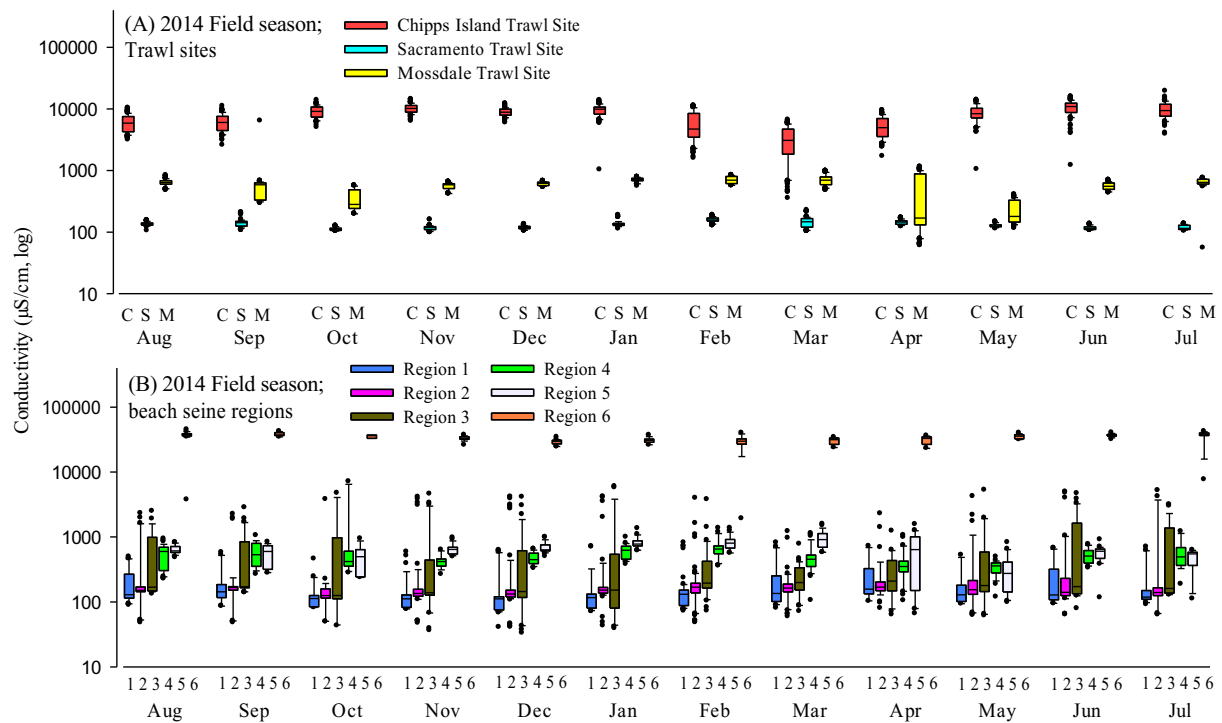 (A) 2014 Field season;
Trawl sites
Chipps Island Trawl Site
Sacramento Trawl Site
Mossdale Trawl Site
100000
10000
1000
100
10
C S M C S M C S M C S M C S M C S M C S M C S M C S M C S M C S M C S M
Aug Sep Oct Nov Dec Jan Feb Mar Apr May Jun Jul
Conductivity (µS/cm, log)
(B) 2014 Field season;
beach seine regions
Region 1 Region 4
Region 2 Region 5
Region 3 Region 6
100000
10000
1000
100
10
1 2 3 4 5 6 1 2 3 4 5 6 1 2 3 4 5 6 1 2 3 4 5 6 1 2 3 4 5 6 1 2 3 4 5 6 1 2 3 4 5 6 1 2 3 4 5 6 1 2 3 4 5 6 1 2 3 4 5 6 1 2 3 4 5 6 1 2 3 4 5 6
Aug Sep Oct Nov Dec Jan Feb Mar Apr May Jun Jul